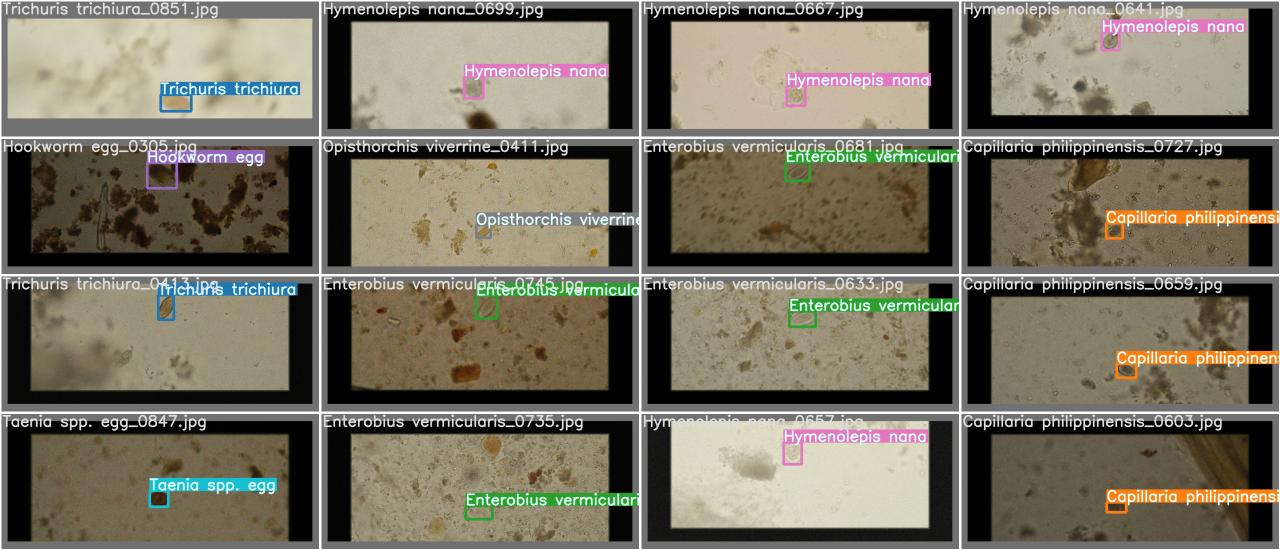 Trichuris trichiura_0851.jpg
Trichuris trichiura
Hymenolepis nana_0699.jpg
Hymenolepis nana
Hymenolepis nana_0667.jpg
Hymenolepis nana
Hymenolepis nana_0641.jpg
Hymenolepis nana
Hookworm egg_0305.jpg
Hookworm egg
Opisthorchis viverrine_0411.jpg
Opisthorchis viverrine
Enterobius vermicularis_0681.jpg
Enterobius vermiculari
Capillaria philippinensis_0727.jpg
Capillaria philippinensi
Trichuris trichiura_0413.jpg
Trichuris trichiura
Enterobius vermicularis_0745.jpg
Enterobius vermicula
Enterobius vermicularis_0633.jpg
Enterobius vermicular
Capillaria philippinensis_0659.jpg
Capillaria philippinen
Taenia spp. egg_0847.jpg
Taenia spp. egg
Enterobius vermicularis_0735.jpg
Enterobius vermiculari
Hymenolepis nana_0657.jpg
Hymenolepis nana
Capillaria philippinensis_0603.jpg
Capillaria philippinensi